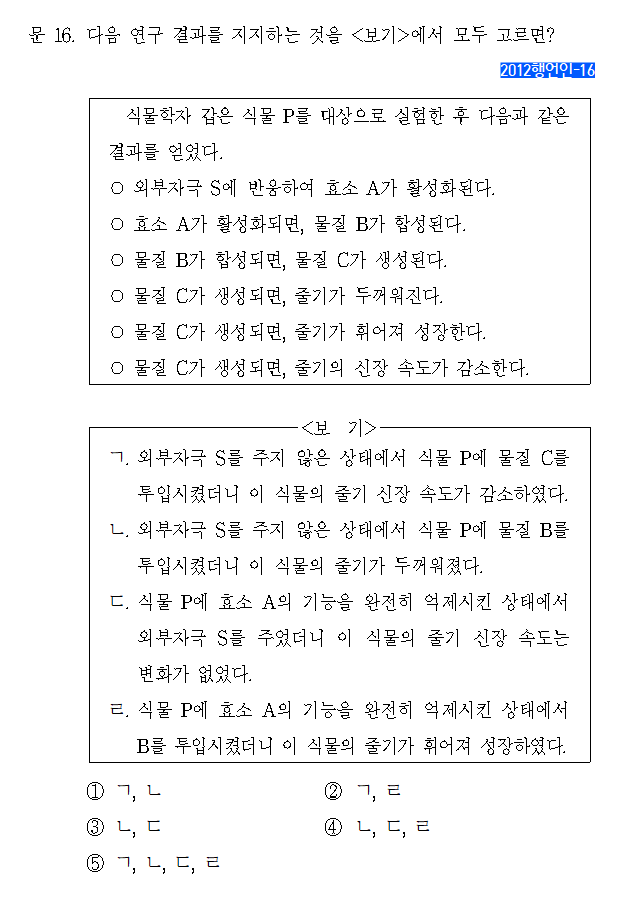 문 16. 다음 연구 결과를 지지하는 것을 <보기>에서 모두 고르면?
2012행언인-16
식물학자 갑은 식물 P를 대상으로 실험한 후 다음과 같은
결과를 얻었다.
○ 외부자극 S에 반응하여 효소 A가 활성화된다.
○ 효소 A가 활성화되면, 물질 B가 합성된다.
○ 물질 B가 합성되면, 물질 C가 생성된다.
○ 물질 C가 생성되면, 줄기가 두꺼워진다.
○ 물질 C가 생성되면, 줄기가 휘어져 성장한다.
○ 물질 C가 생성되면, 줄기의 신장 속도가 감소한다.
<보 기>
ㄱ. 외부자극 S를 주지 않은 상태에서 식물 P에 물질 C를
투입시켰더니 이 식물의 줄기 신장 속도가 감소하였다.
ㄴ. 외부자극 S를 주지 않은 상태에서 식물 P에 물질 B를
투입시켰더니 이 식물의 줄기가 두꺼워졌다.
ㄷ. 식물 P에 효소 A의 기능을 완전히 억제시킨 상태에서
외부자극 S를 주었더니 이 식물의 줄기 신장 속도는
변화가 없었다.
ㄹ. 식물 P에 효소 A의 기능을 완전히 억제시킨 상태에서
B를 투입시켰더니 이 식물의 줄기가 휘어져 성장하였다.
① ㄱ, ㄴ ② ㄱ, ㄹ
③ ㄴ, ㄷ ④ ㄴ, ㄷ, ㄹ
⑤ ㄱ, ㄴ, ㄷ, ㄹ